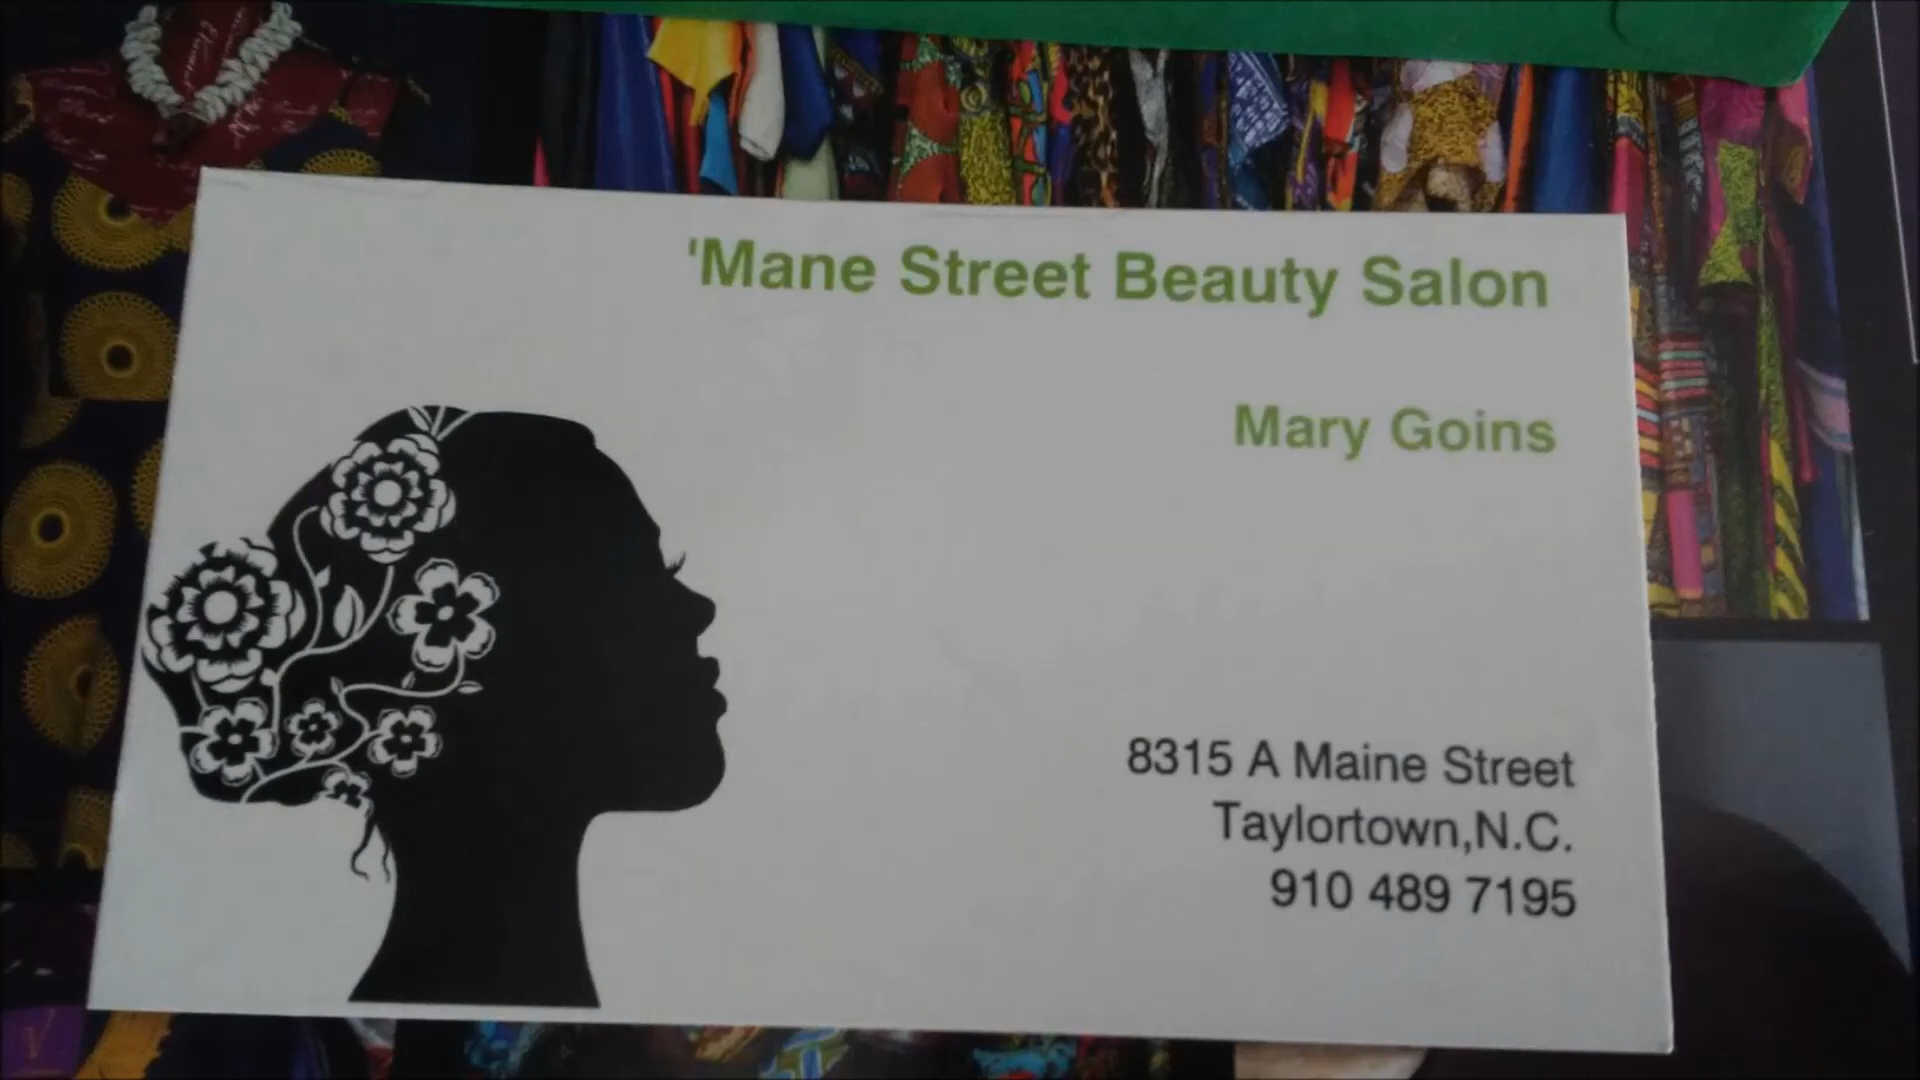 'Mane Street Beauty Salon
Mary Goins
8315 A Maine Street
Taylortown,N.C.
910 489 7195